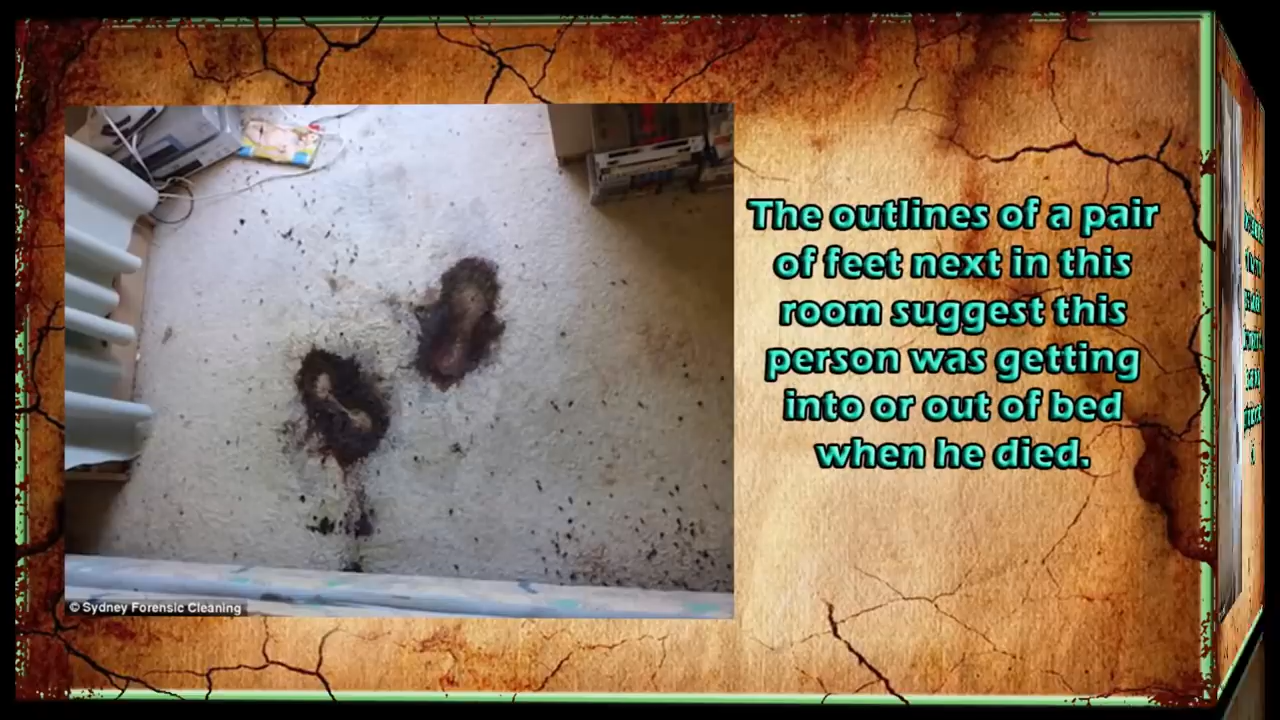 The outlines of a pair
of feet next in this
room suggest this
person was getting
into or out of bed
when he died.
© Sydney Forensic Cleaning